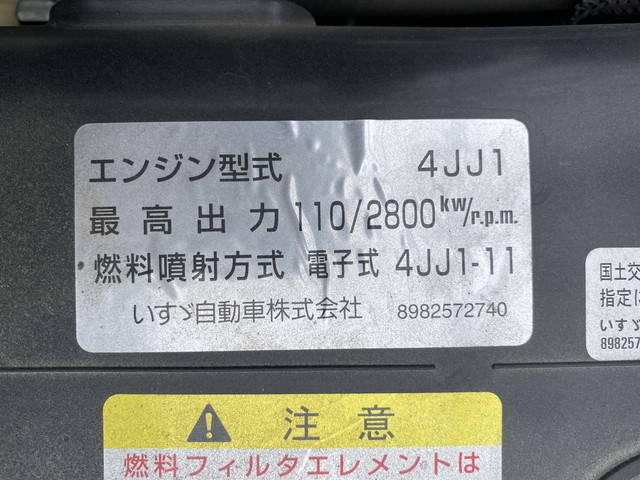 エンジン型式 4JJ1
最高出力 110/2800kw/r.p.m.
燃料噴射方式 電子式 4JJ1-11
いすゞ自動車株式会社 8982572740
国土交
指定に
いすゞ
898257
注意
燃料フィルタエレメントは